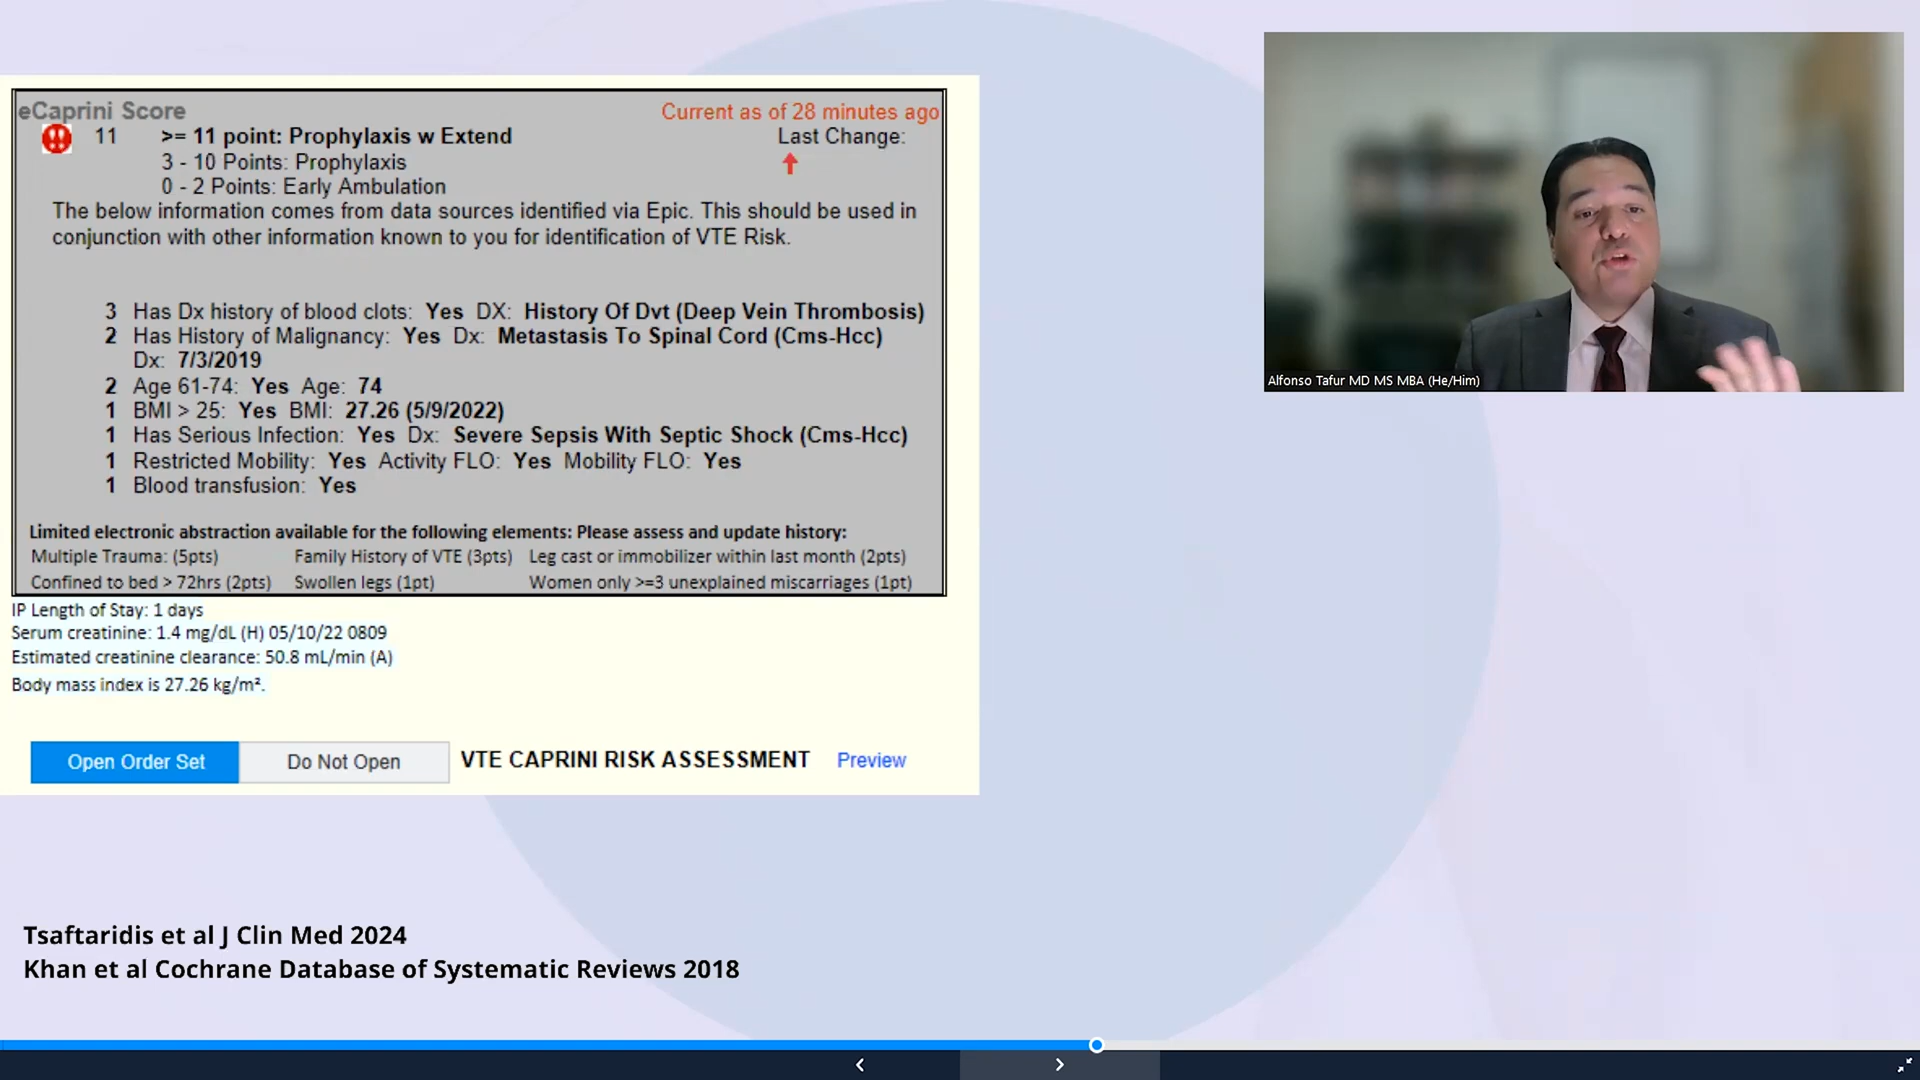 eCaprini Score
Current as of 28 minutes ago
11 >= 11 point: Prophylaxis w Extend
Last Change:
3 - 10 Points: Prophylaxis
0 - 2 Points: Early Ambulation
The below information comes from data sources identified via Epic. This should be used in
conjunction with other information known to you for identification of VTE Risk.
3 Has Dx history of blood clots: Yes DX: History Of Dvt (Deep Vein Thrombosis)
2 Has History of Malignancy: Yes Dx: Metastasis To Spinal Cord (Cms-Hcc)
Dx: 7/3/2019
2 Age 61-74: Yes Age: 74
1 BMI > 25: Yes BMI: 27.26 (5/9/2022)
1 Has Serious Infection: Yes Dx: Severe Sepsis With Septic Shock (Cms-Hcc)
1 Restricted Mobility: Yes Activity FLO: Yes Mobility FLO: Yes
1 Blood transfusion: Yes
Limited electronic abstraction available for the following elements: Please assess and update history:
Multiple Trauma: (5pts) Family History of VTE (3pts) Leg cast or immobilizer within last month (2pts)
Confined to bed > 72hrs (2pts) Swollen legs (1pt) Women only >=3 unexplained miscarriages (1pt)
IP Length of Stay: 1 days
Serum creatinine: 1.4 mg/dL (H) 05/10/22 0809
Estimated creatinine clearance: 50.8 mL/min (A)
Body mass index is 27.26 kg/m².
Open Order Set Do Not Open VTE CAPRINI RISK ASSESSMENT Preview
Tsaftaridis et al J Clin Med 2024
Khan et al Cochrane Database of Systematic Reviews 2018
Alfonso Tafur MD MS MBA (He/Him)